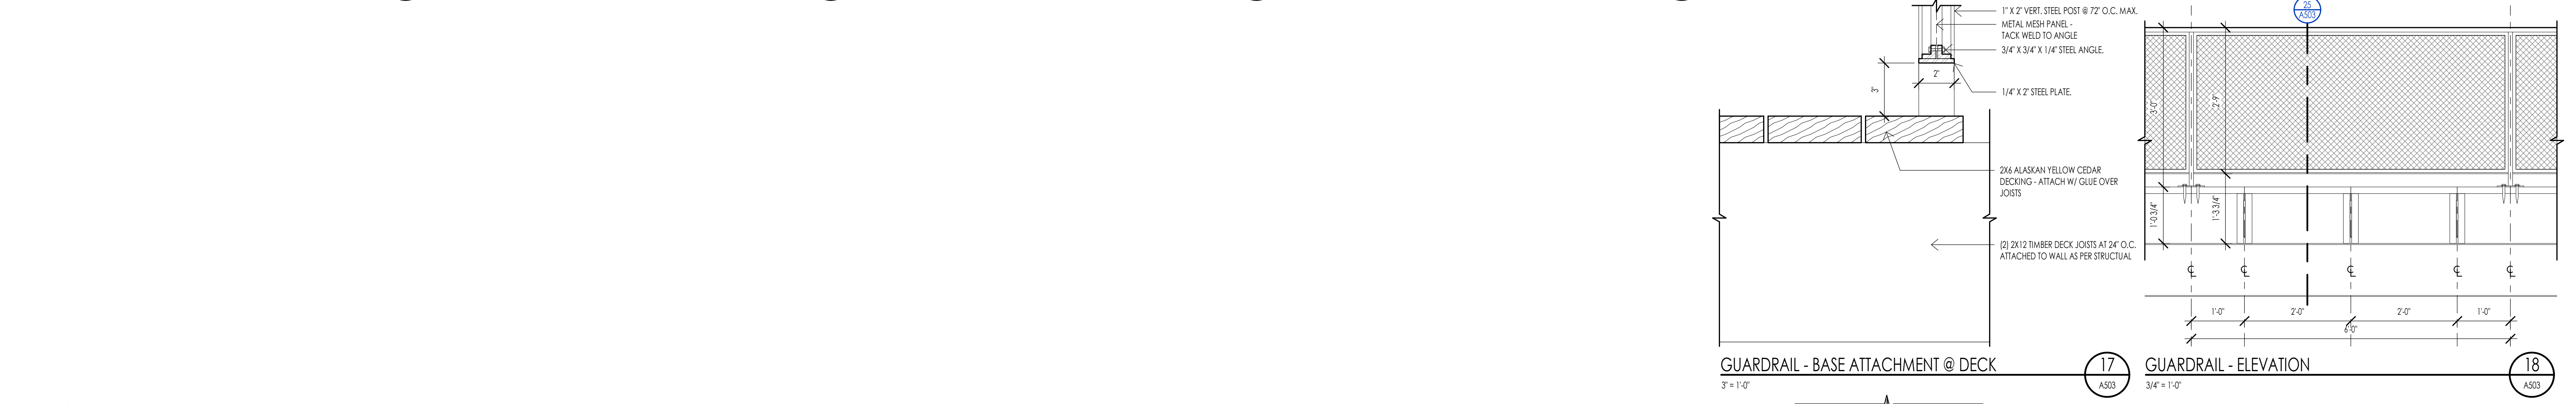 1" X 2" VERT. STEEL POST @ 72" O.C. MAX.
METAL MESH PANEL -
TACK WELD TO ANGLE
3/4" X 3/4" X 1/4" STEEL ANGLE.
2"
3"
1/4" X 2" STEEL PLATE.
2X6 ALASKAN YELLOW CEDAR
DECKING - ATTACH W/ GLUE OVER
JOISTS
(2) 2X12 TIMBER DECK JOISTS AT 24" O.C.
ATTACHED TO WALL AS PER STRUCTUAL
GUARDRAIL - BASE ATTACHMENT @ DECK
3" = 1'-0"
17
A503
25
A503
3'-0"
2'-9"
1'-0 3/4"
1'-3 3/4"
1'-0"
2'-0"
2'-0"
1'-0"
6'-0"
GUARDRAIL - ELEVATION
3/4" = 1'-0"
18
A503